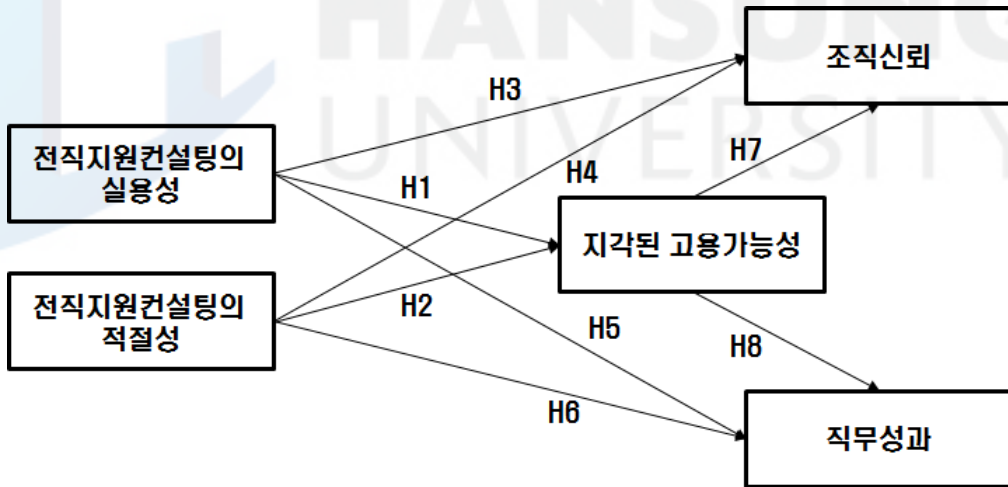 HANSUNG
UNIVERSITY
조직신뢰
H3
전직지원컨설팅의
실용성
H7
H4
H1
지각된 고용가능성
전직지원컨설팅의
적절성
H2
H5
H8
H6
직무성과